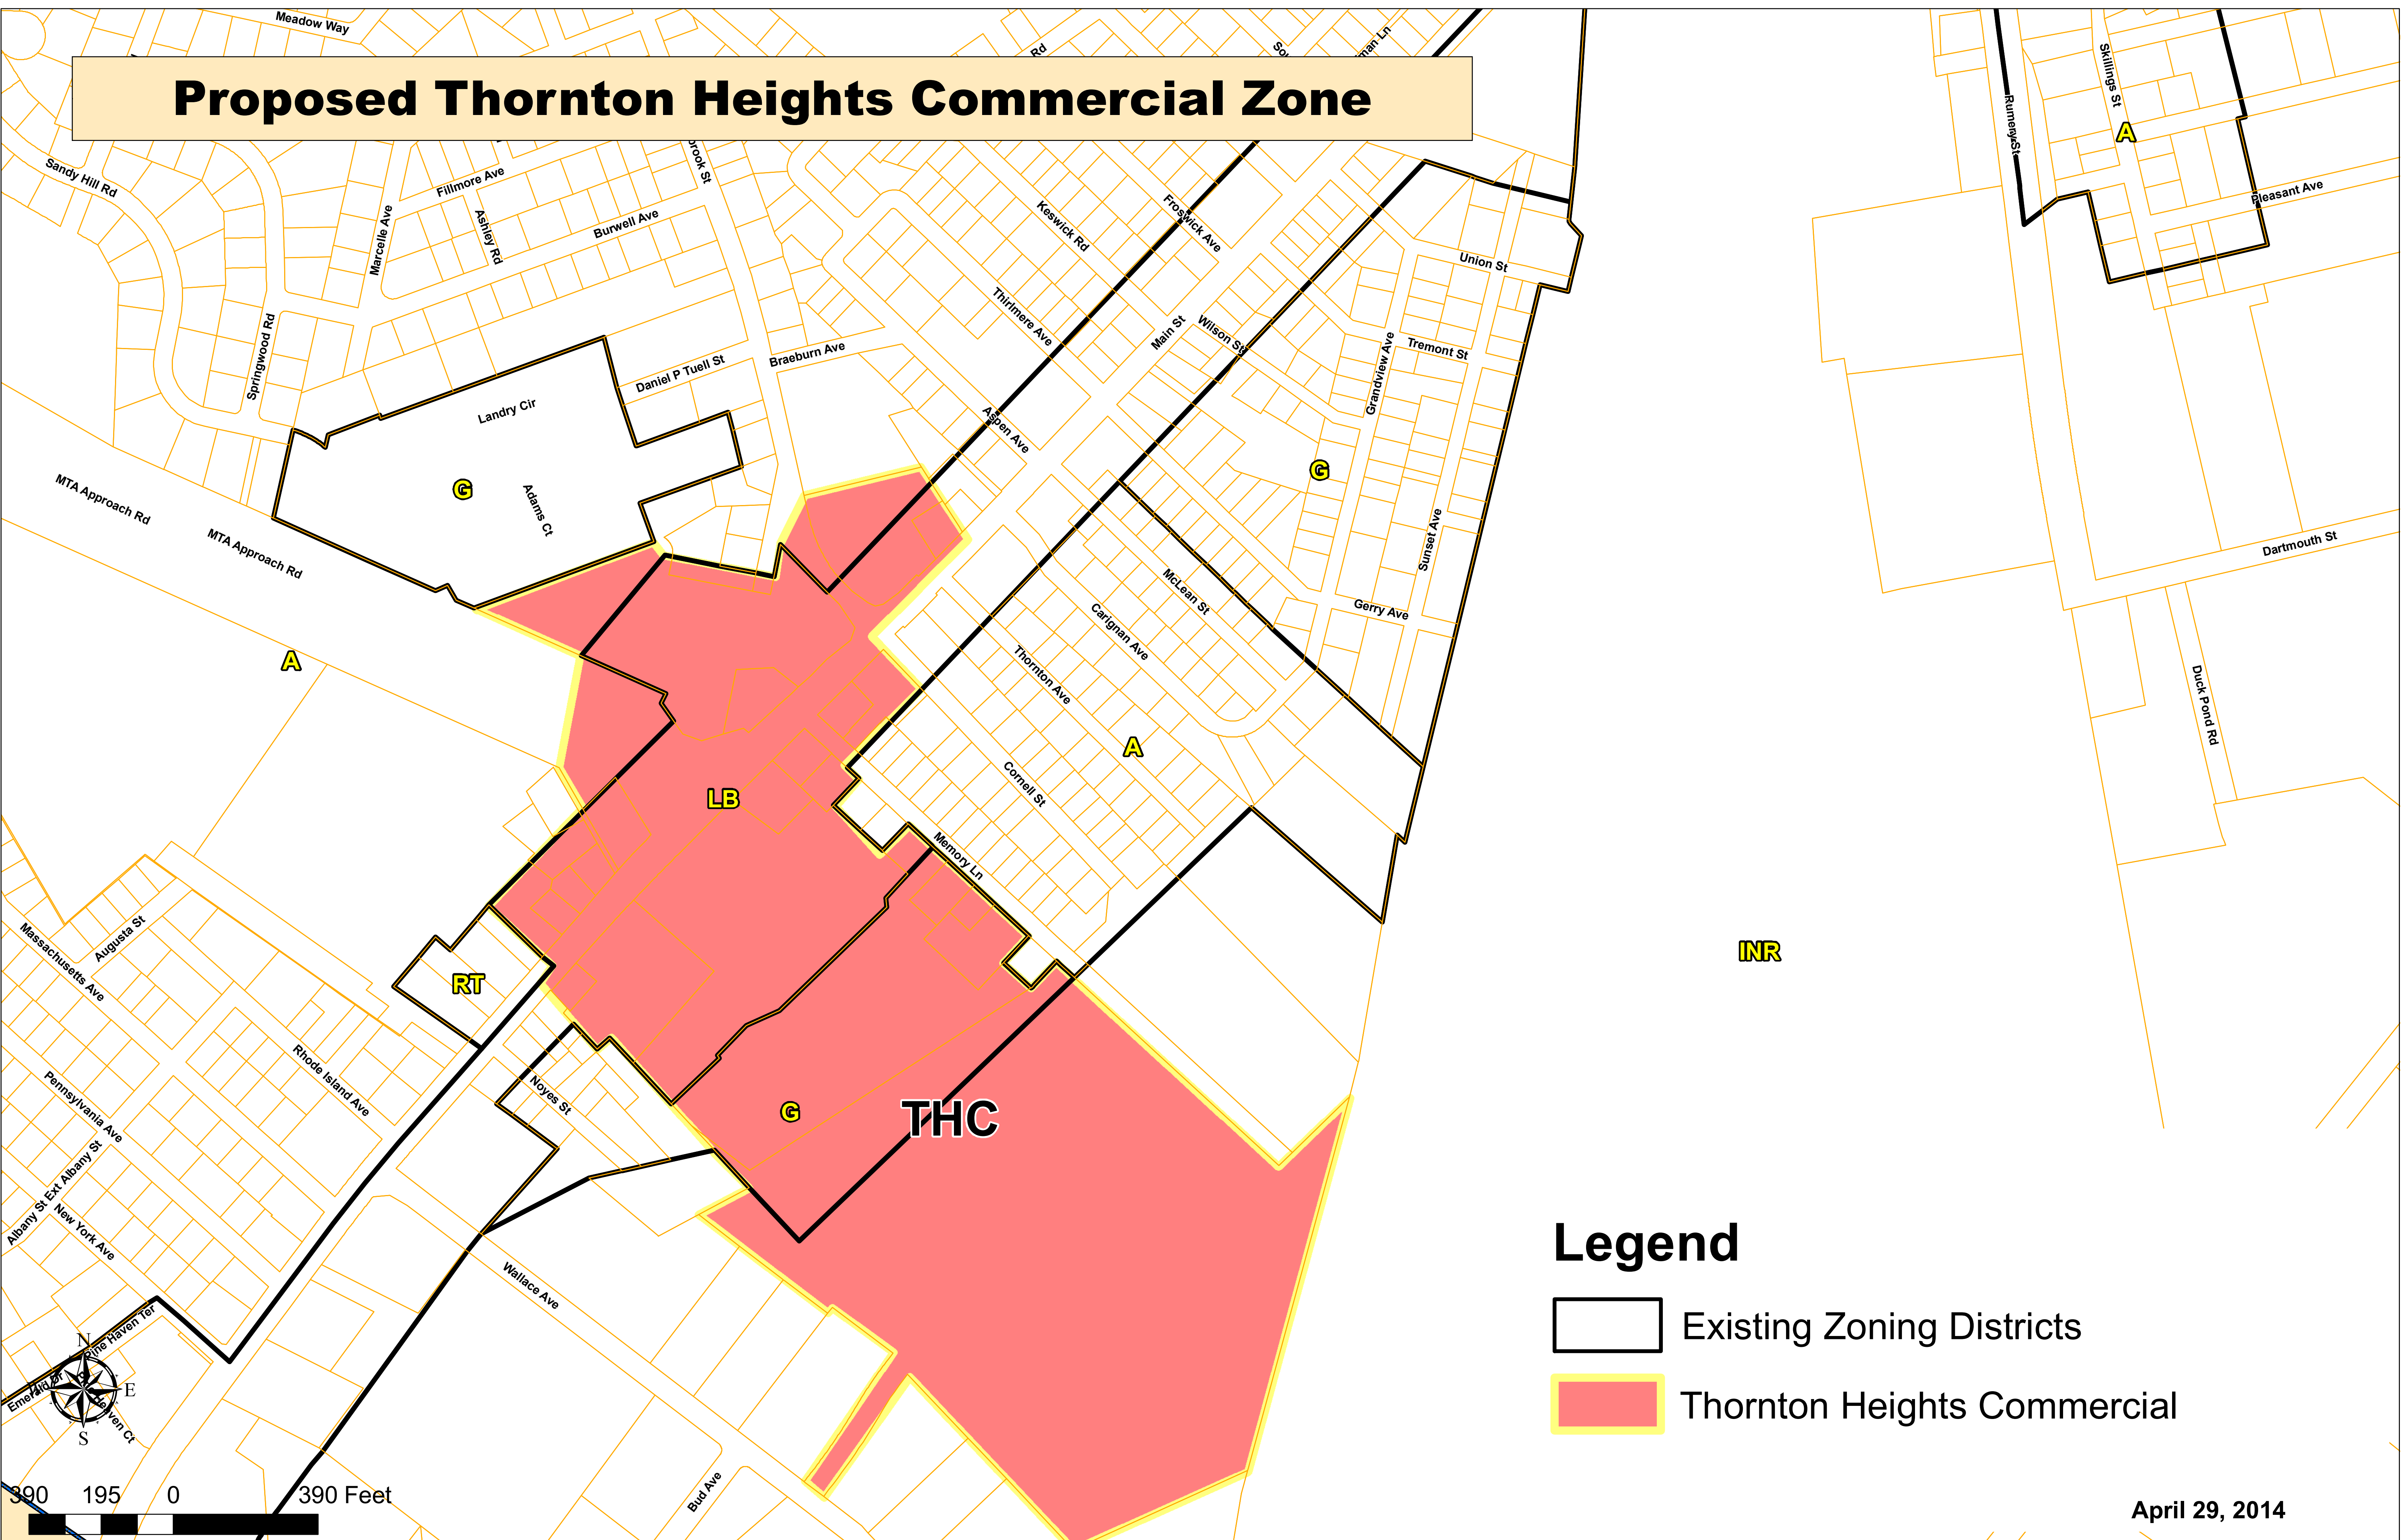 Meadow Way
Rd
Proposed Thornton Heights Commercial Zone
Skillings St
Rumery St
A
Pleasant Ave
Sandy Hill Rd
Fillmore Ave
Marcelle Ave
Ashley Rd
Burwell Ave
Keswick Rd
Froswick Ave
Union St
Thirlmere Ave
Main St
Wilson St
Tremont St
Grandview Ave
Springwood Rd
Daniel P Tuell St
Braeburn Ave
Landry Cir
Aspen Ave
G
G
Adams Ct
MTA Approach Rd
MTA Approach Rd
Sunset Ave
Dartmouth St
McLean St
Gerry Ave
Carignan Ave
A
Thornton Ave
Duck Pond Rd
A
LB
Cornell St
Memory Ln
INR
Augusta St
Massachusetts Ave
RT
Rhode Island Ave
Noyes St
Pennsylvania Ave
G
THC
Albany St Ext
Albany St
New York Ave
Wallace Ave
Legend
Existing Zoning Districts
Thornton Heights Commercial
Pine Haven Ter
N
E
S
Emerald Dr
Bud Ave
390 195 0 390 Feet
April 29, 2014